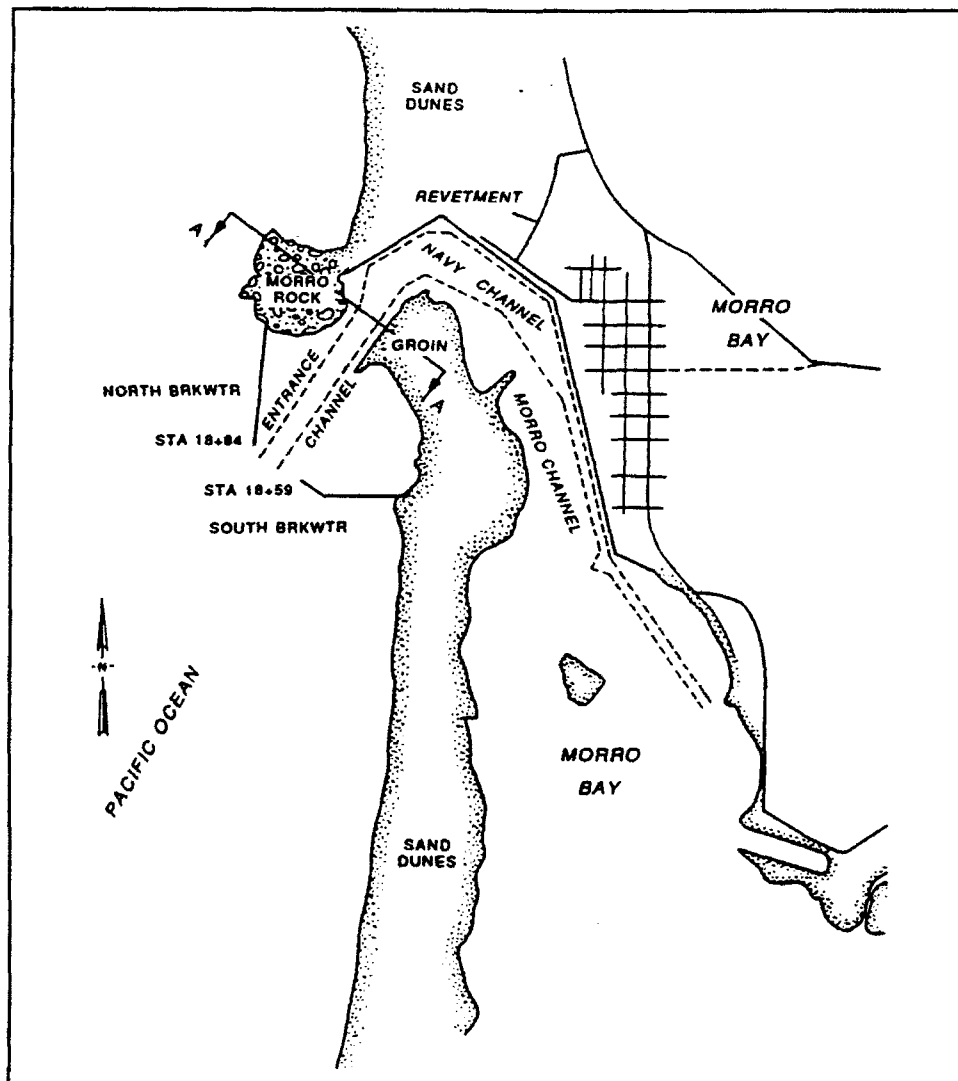 SAND
DUNES
REVETMENT
A
MORRO
ROCK
NAVY
CHANNEL
MORRO
BAY
GROIN
ENTRANCE
CHANNEL
A
NORTH BRKWTR
MORRO CHANNEL
STA 18+84
STA 18+59
SOUTH BRKWTR
-N-
PACIFIC OCEAN
MORRO
BAY
SAND
DUNES